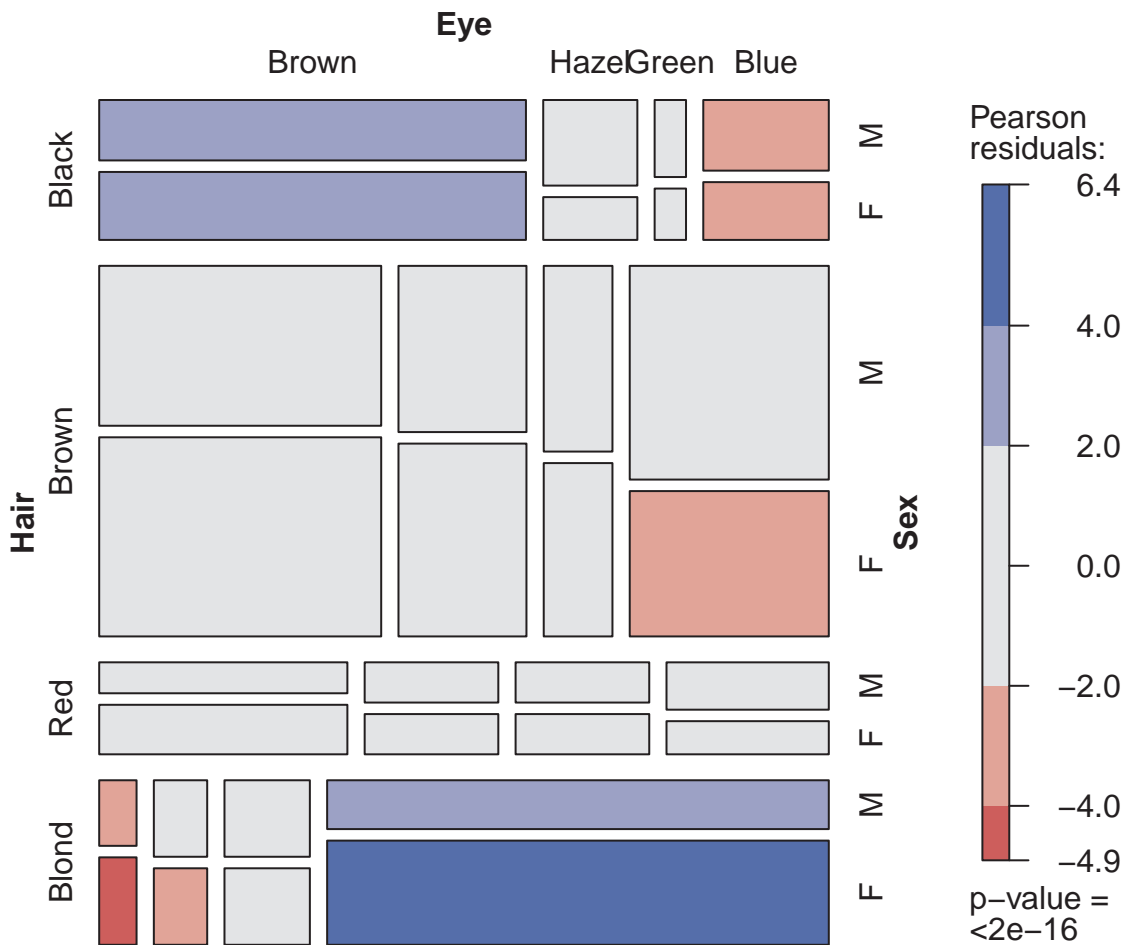 Eye
Brown HazelGreen Blue
Hair
Black
Brown
Red
Blond
M
F
M
F
M
F
M
F
Sex
Pearson
residuals:
6.4
4.0
2.0
0.0
−2.0
−4.0
−4.9
p−value =
<2e−16